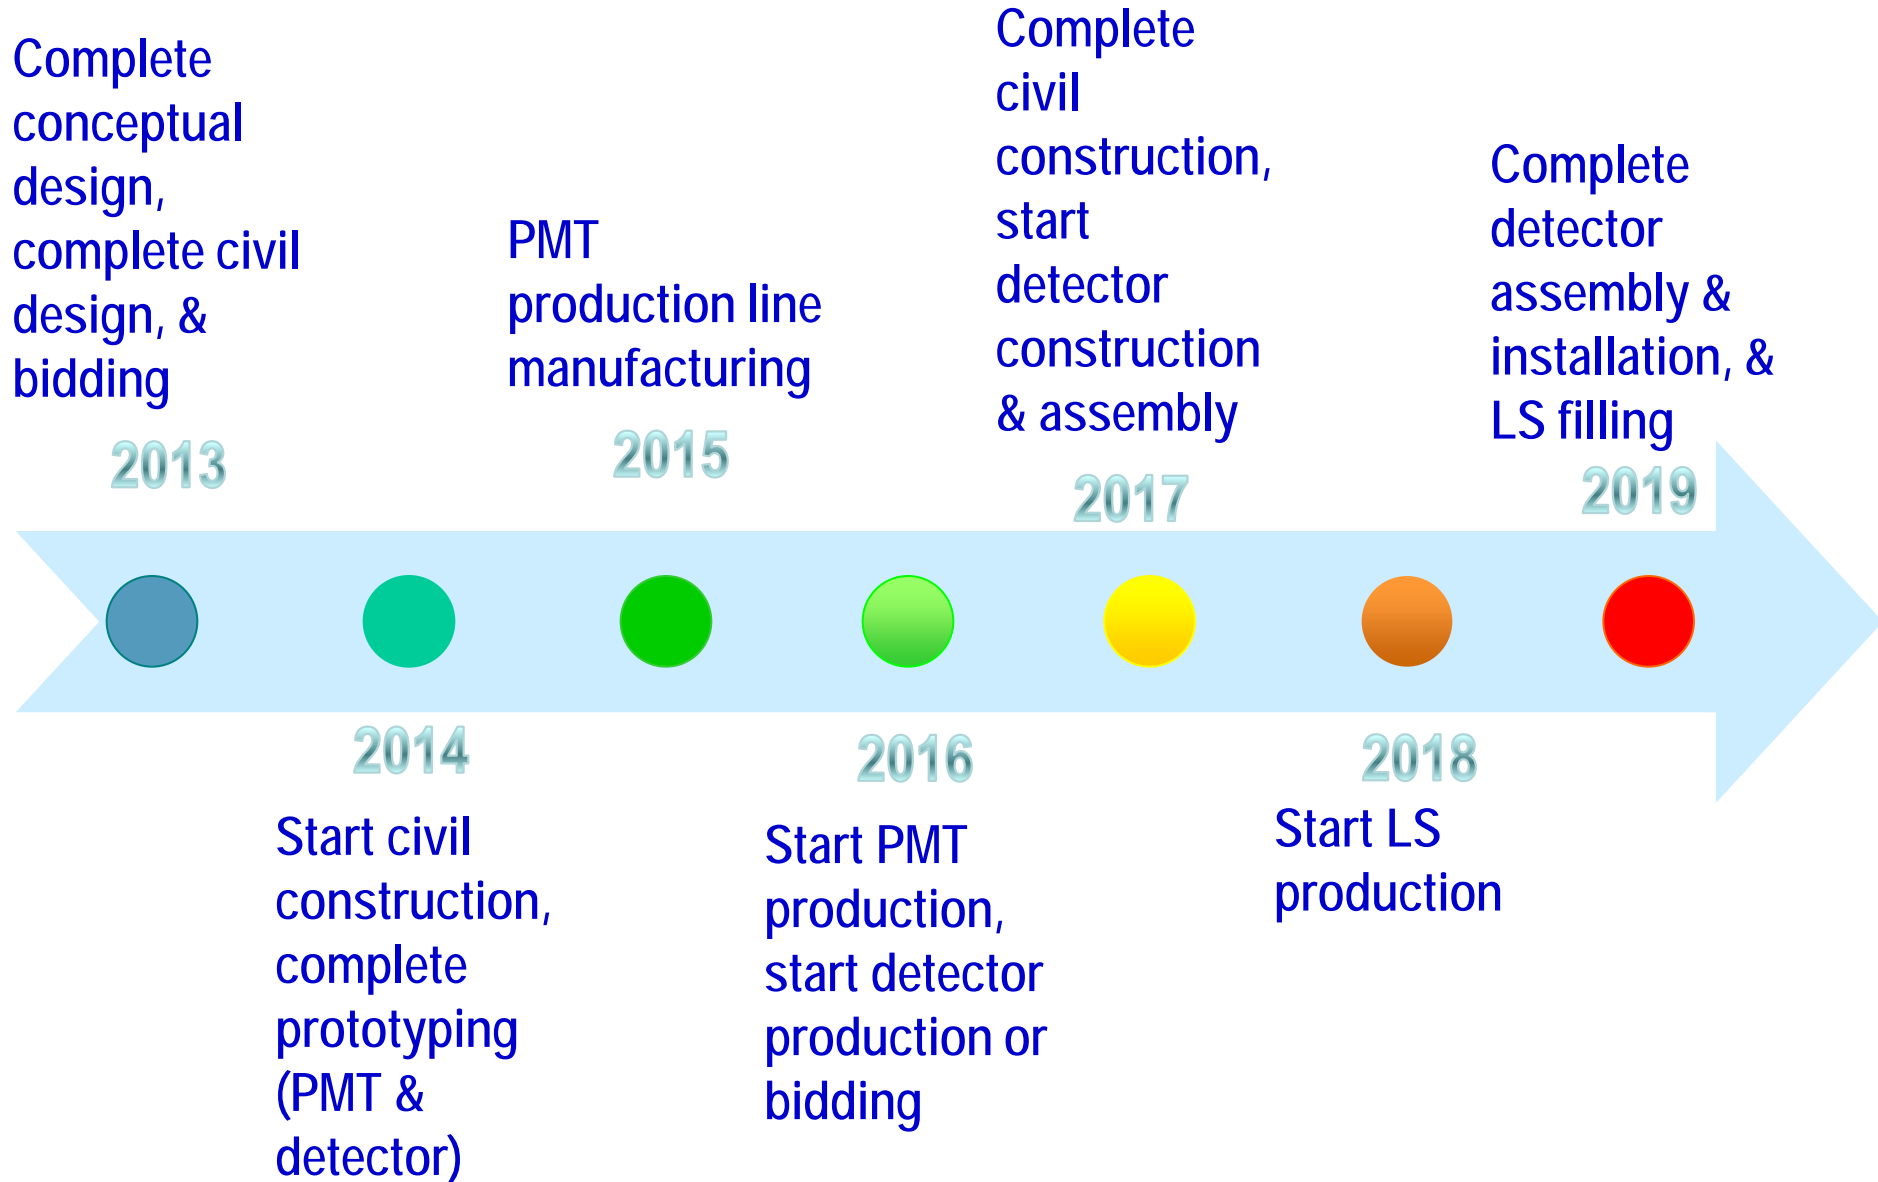 Complete
conceptual
design,
complete civil
design, &
bidding
2013
PMT
production line
manufacturing
2015
Complete
civil
construction,
start
detector
construction
& assembly
2017
Complete
detector
assembly &
installation, &
LS filling
2019
2014
Start civil
construction,
complete
prototyping
(PMT &
detector)
2016
Start PMT
production,
start detector
production or
bidding
2018
Start LS
production